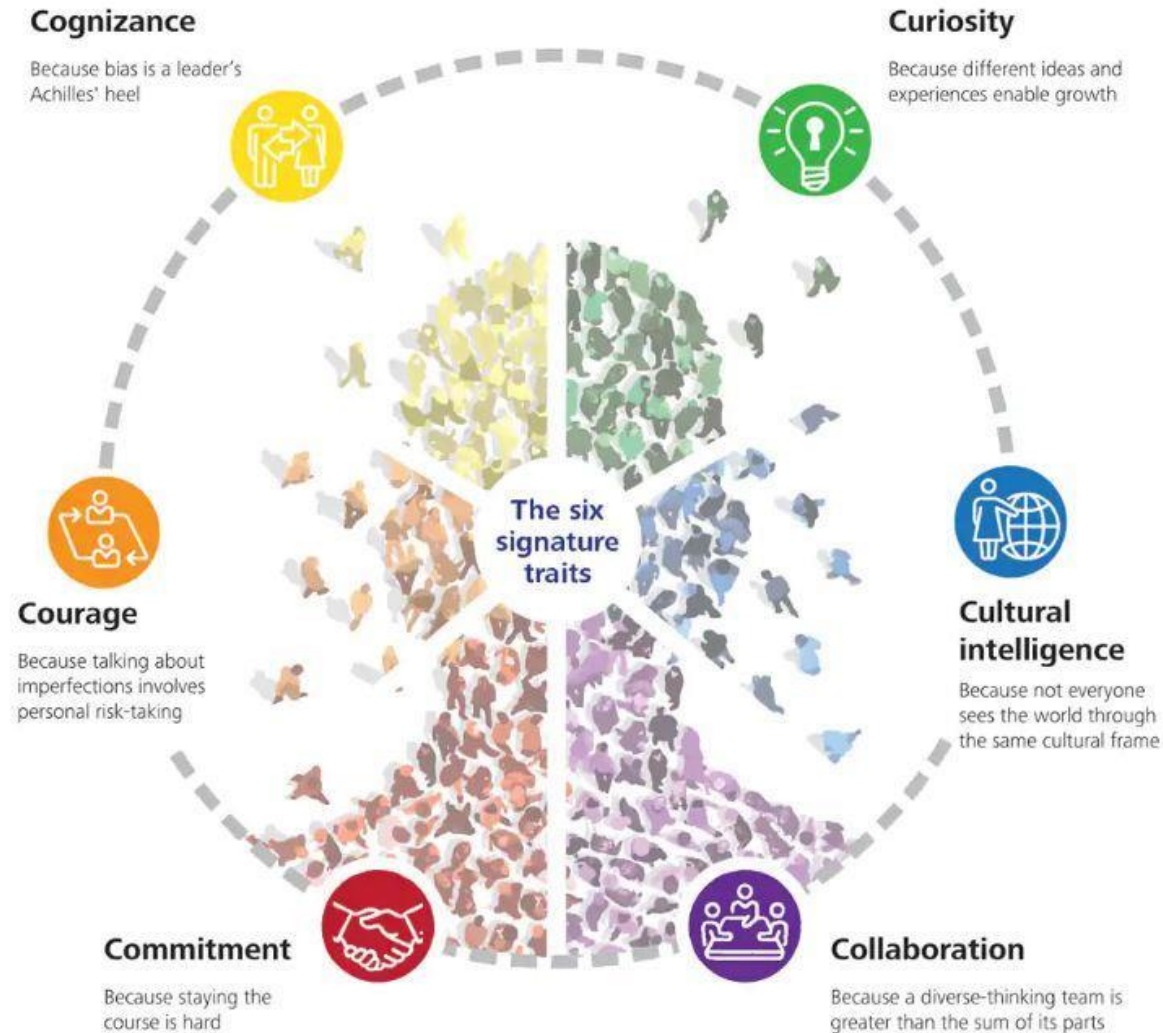 Cognizance
Because bias is a leader's
Achilles' heel
Curiosity
Because different ideas and
experiences enable growth
The six
signature
traits
Courage
Because talking about
imperfections involves
personal risk-taking
Cultural
intelligence
Because not everyone
sees the world through
the same cultural frame
Commitment
Because staying the
course is hard
Collaboration
Because a diverse-thinking team is
greater than the sum of its parts